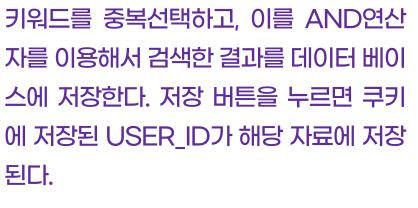 키워드를 중복선택하고, 이를 AND연산
자를 이용해서 검색한 결과를 데이터 베이
스에 저장한다. 저장 버튼을 누르면 쿠키
에 저장된 USER_ID가 해당 자료에 저장
된다.